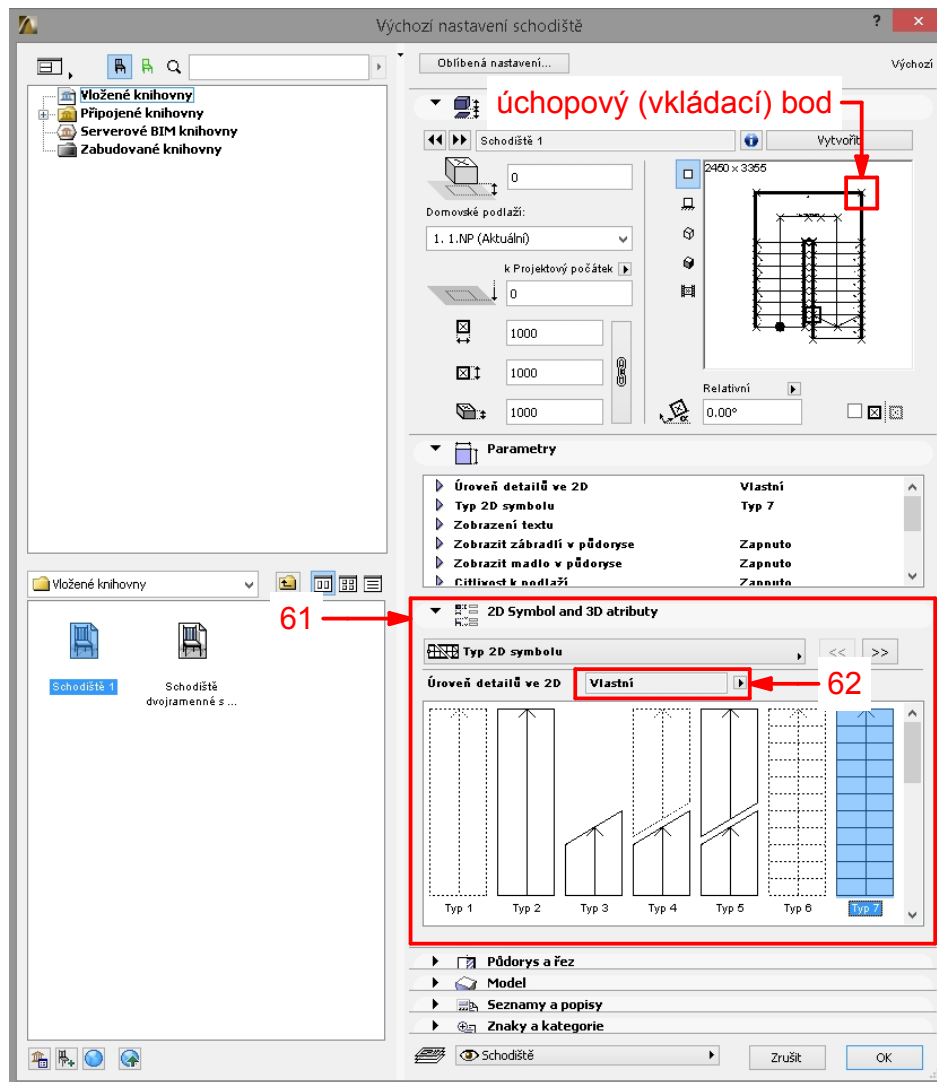 Výchozí nastavení schodiště
?
×
Vložené knihovny
Připojené knihovny
Serverové BIM knihovny
Zabudované knihovny
Oblíbená nastavení...
Výchozí
úchopový (vkládací) bod
Schodiště 1
Vytvořit
0
2450 x 3355
Domovské podlaží:
1. 1.NP (Aktuální)
k Projektový počátek
0
1000
1000
1000
Relativní
0.00°
Parametry
Úroveň detailů ve 2D Vlastní
Typ 2D symbolu Typ 7
Zobrazení textu
Zobrazit zábradlí v půdoryse Zapnuto
Zobrazit madlo v půdoryse Zapnuto
Citlivost k podlaží Zapnuto
Vložené knihovny
Schodiště 1
Schodiště
dvojramenné s ...
61
2D Symbol and 3D atributy
Typ 2D symbolu
<< >>
Úroveň detailů ve 2D Vlastní
62
Typ 1 Typ 2 Typ 3 Typ 4 Typ 5 Typ 6 Typ 7
Půdorys a řez
Model
Seznamy a popisy
Znaky a kategorie
Schodiště
Zrušit
OK